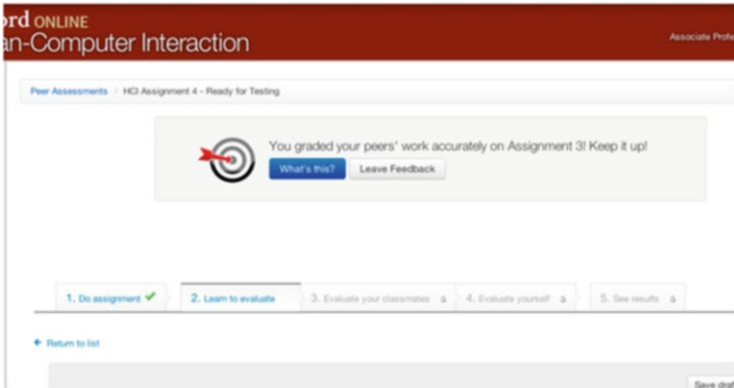 ord ONLINE
an-Computer Interaction
Associate Profe
Peer Assessments / HCI Assignment 4 - Ready for Testing
You graded your peers' work accurately on Assignment 3! Keep it up!
What's this? Leave Feedback
1. Do assignment 2. Learn to evaluate 3. Evaluate your classmates 4. Evaluate yourself 5. See results
Return to list
Save draf